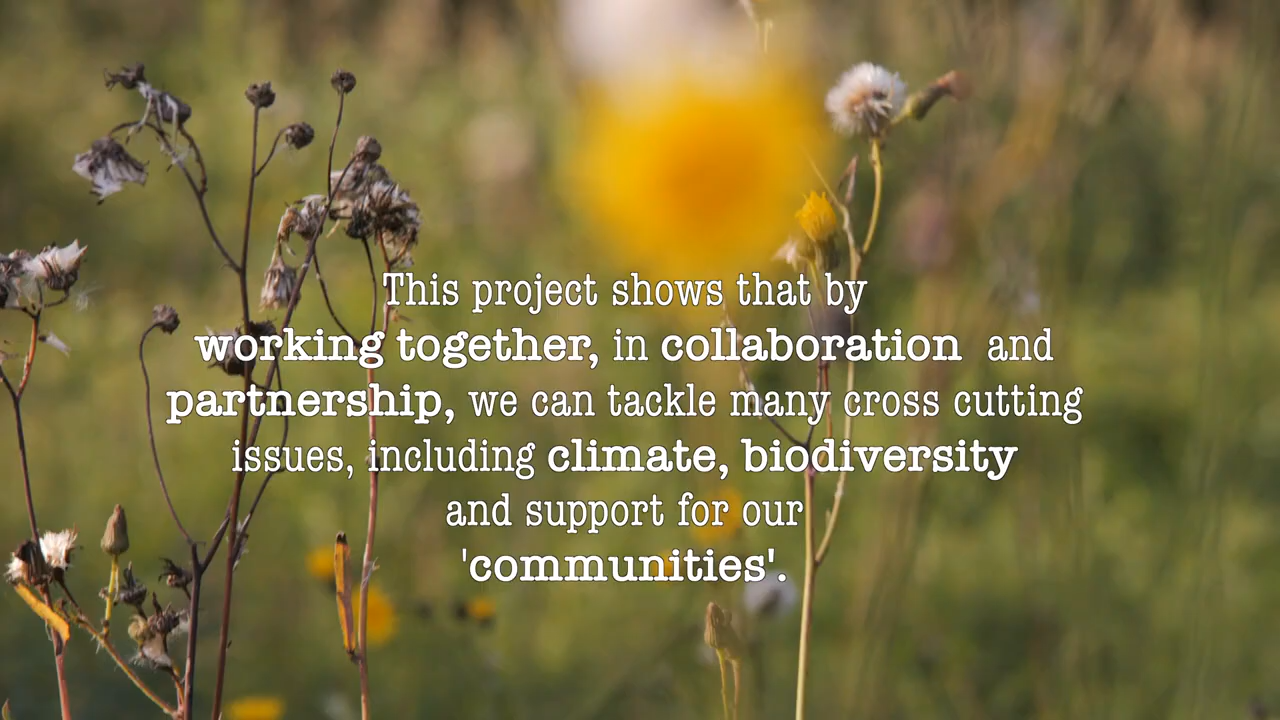 This project shows that by
working together, in collaboration and
partnership, we can tackle many cross cutting
issues, including climate, biodiversity
and support for our
'communities'.